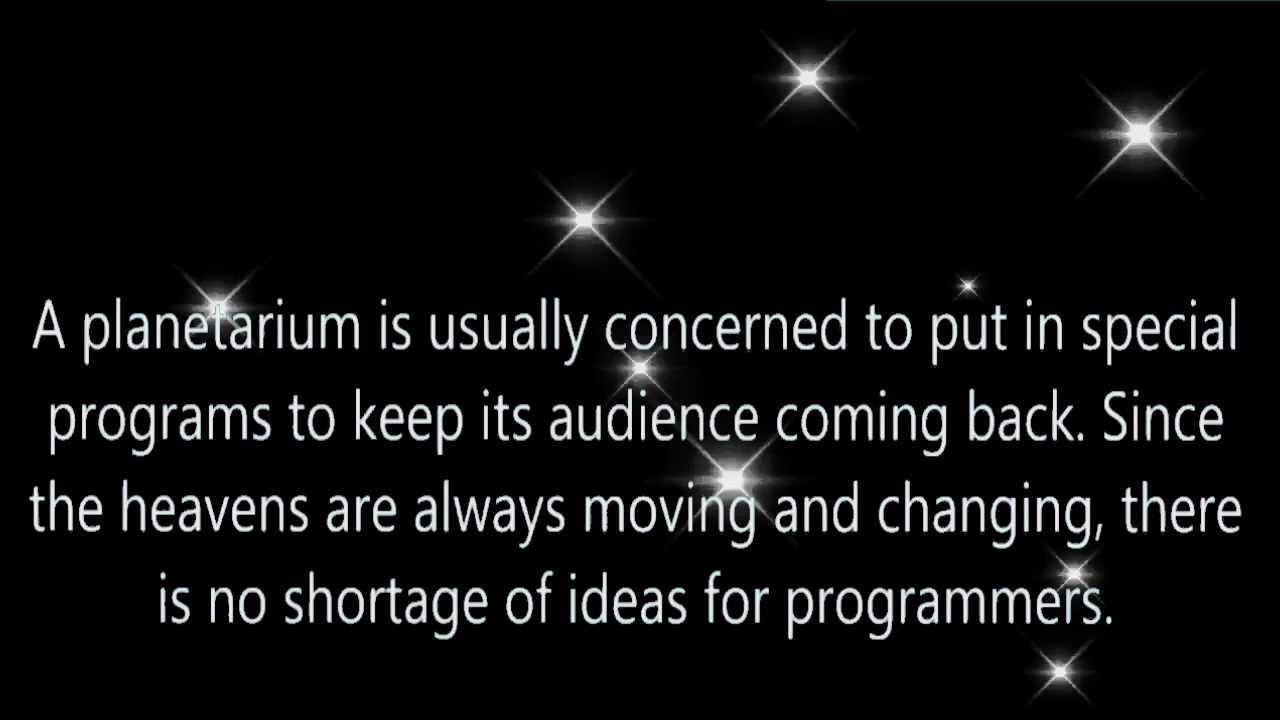 A planetarium is usually concerned to put in special
programs to keep its audience coming back. Since
the heavens are always moving and changing, there
is no shortage of ideas for programmers.